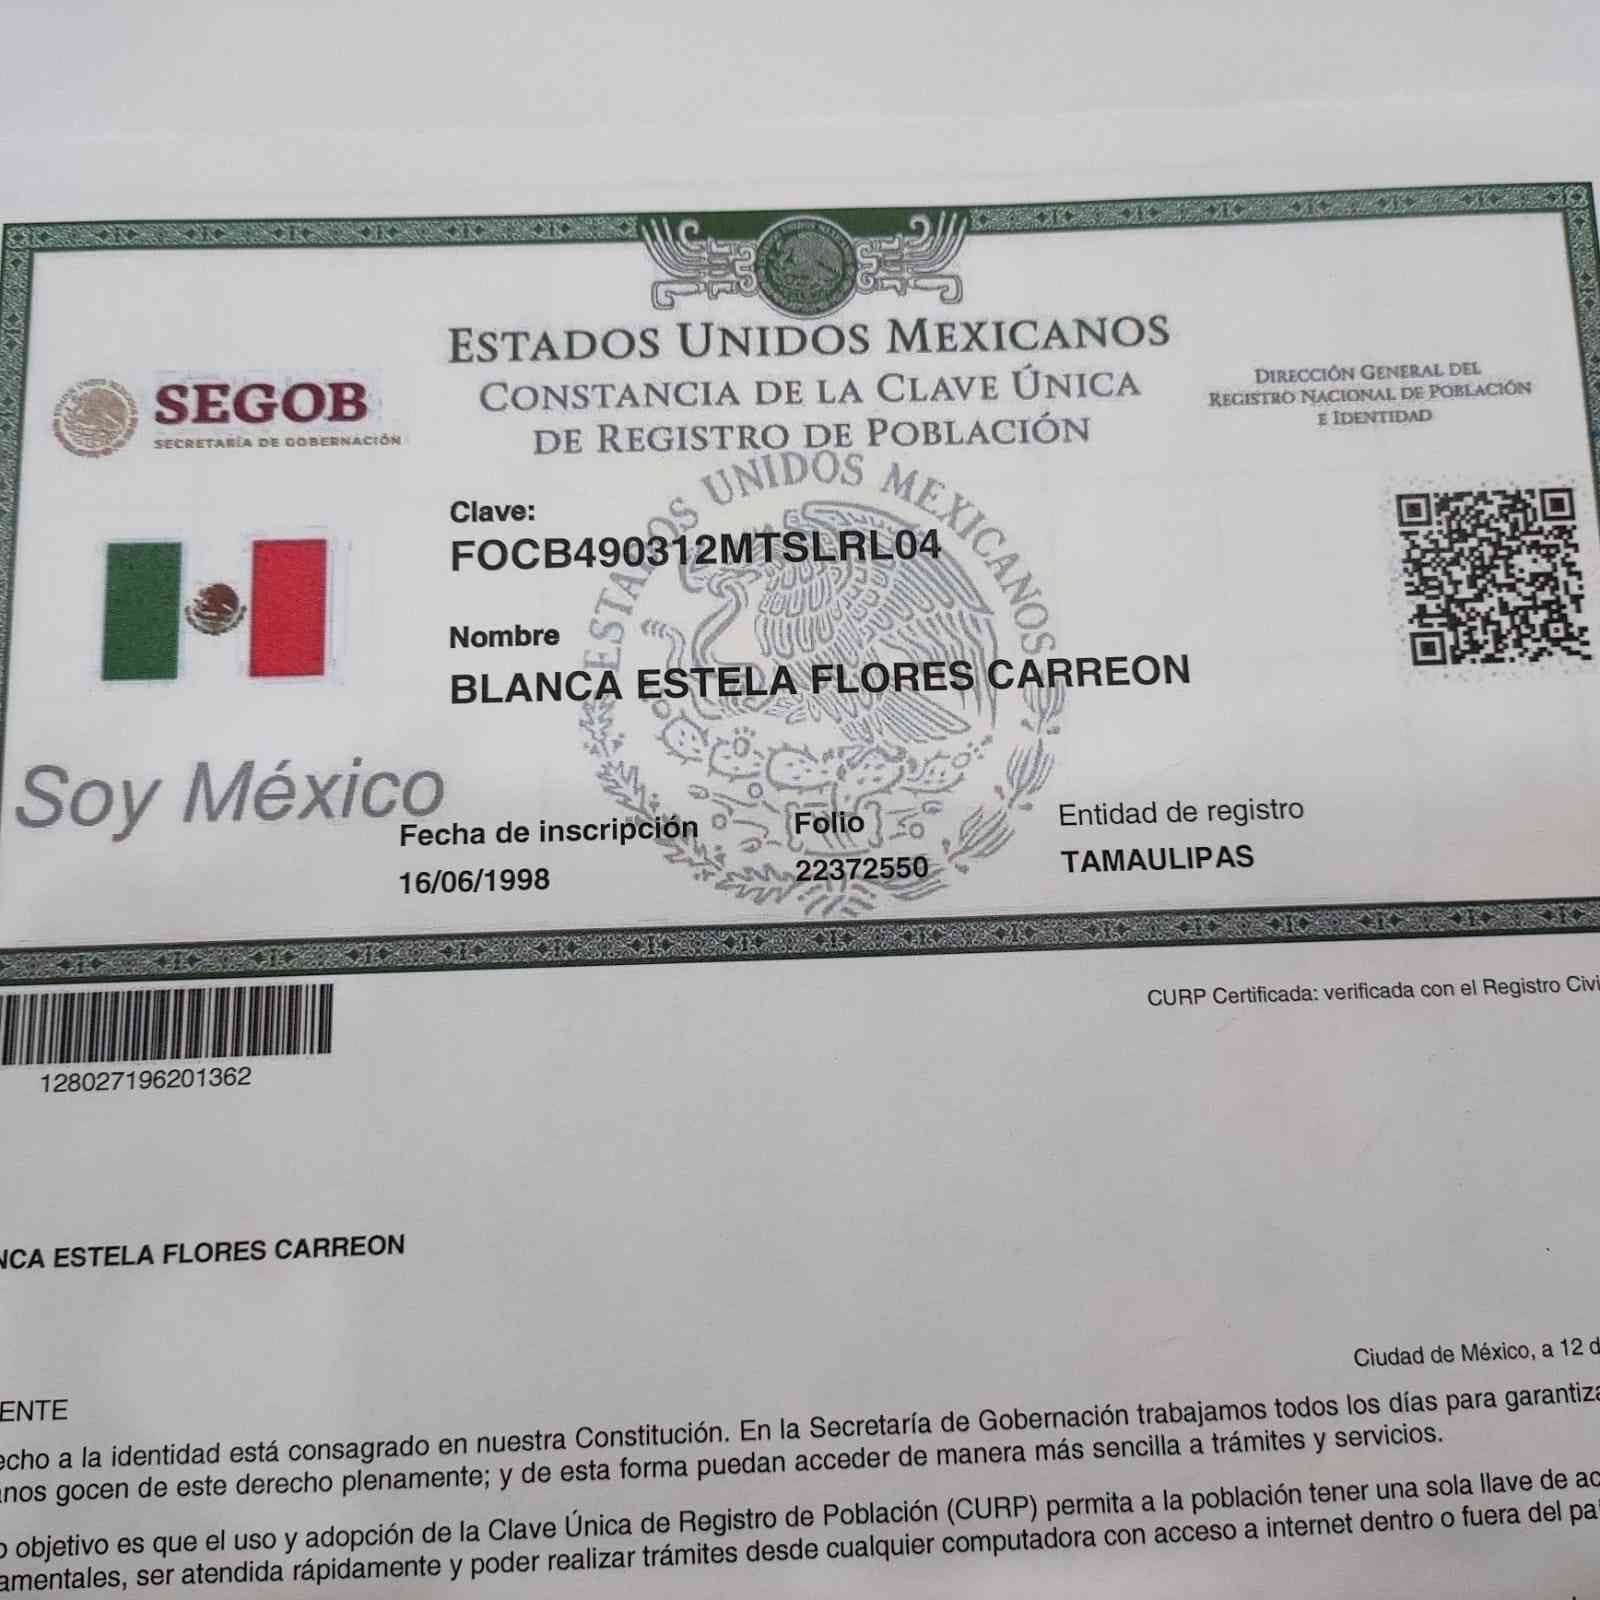 ESTADOS UNIDOS MEXICANOS
CONSTANCIA DE LA CLAVE ÚNICA
DE REGISTRO DE POBLACIÓN
SEGOB
SECRETARÍA DE GOBERNACIÓN
DIRECCIÓN GENERAL DEL
REGISTRO NACIONAL DE POBLACIÓN
E IDENTIDAD
ESTADOS UNIDOS MEXICANOS
Clave:
FOCB490312MTSLRL04
Nombre
BLANCA ESTELA FLORES CARREON
Soy México
Fecha de inscripción
16/06/1998
Folio
22372550
Entidad de registro
TAMAULIPAS
128027196201362
CURP Certificada: verificada con el Registro Civi
NCA ESTELA FLORES CARREON
Ciudad de México, a 12 d
ENTE
echo a la identidad está consagrado en nuestra Constitución. En la Secretaría de Gobernación trabajamos todos los días para garantiza
anos gocen de este derecho plenamente; y de esta forma puedan acceder de manera más sencilla a trámites y servicios.
o objetivo es que el uso y adopción de la Clave Única de Registro de Población (CURP) permita a la población tener una sola llave de ac
amentales, ser atendida rápidamente y poder realizar trámites desde cualquier computadora con acceso a internet dentro o fuera del pa